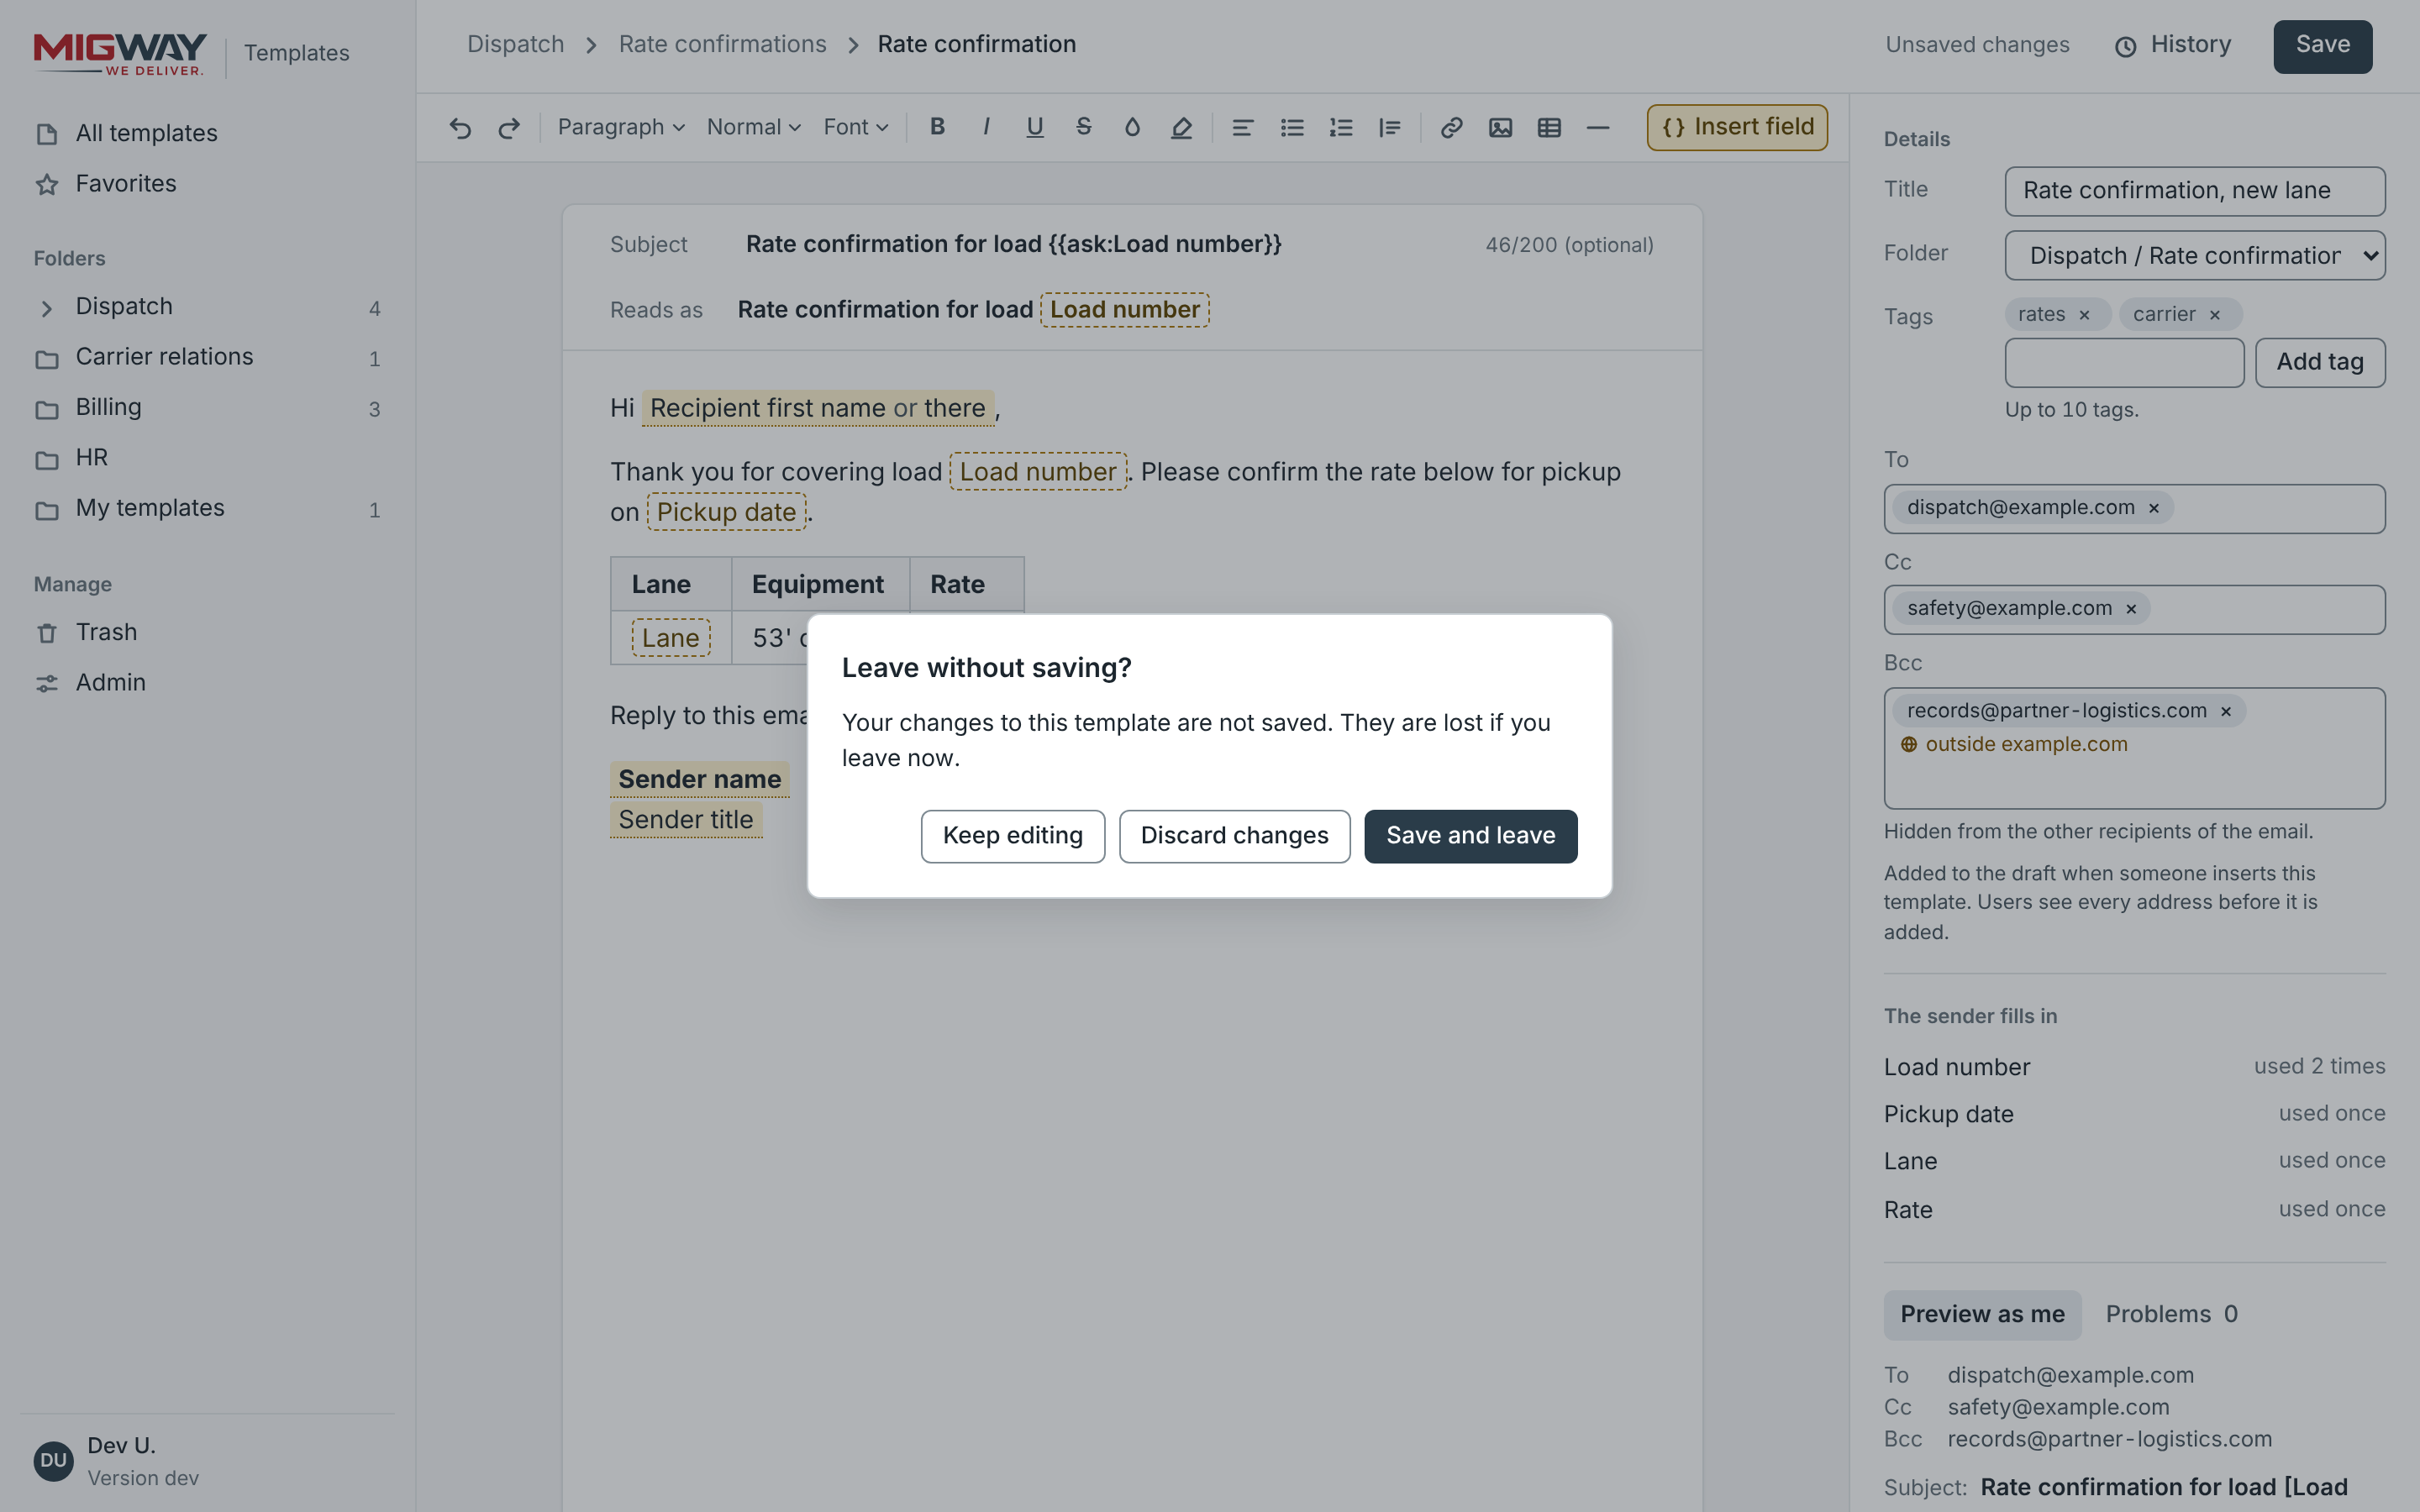 MIGWAY
WE DELIVER.
Templates
All templates
Favorites
Folders
Dispatch 4
Carrier relations 1
Billing 3
HR
My templates 1
Manage
Trash
Admin
DU
Dev U.
Version dev
Dispatch > Rate confirmations > Rate confirmation
Unsaved changes
History
Save
Paragraph Normal Font B I U S {} Insert field
Subject Rate confirmation for load {{ask:Load number}} 46/200 (optional)
Reads as Rate confirmation for load Load number
Hi Recipient first name or there ,
Thank you for covering load Load number . Please confirm the rate below for pickup
on Pickup date .
Lane Equipment Rate
Lane 53'
Reply to this
Sender name
Sender title
Leave without saving?
Your changes to this template are not saved. They are lost if you
leave now.
Keep editing
Discard changes
Save and leave
Details
Title Rate confirmation, new lane
Folder Dispatch / Rate confirmation
Tags rates × carrier ×
Add tag
Up to 10 tags.
To
dispatch@example.com ×
Cc
safety@example.com ×
Bcc
records@partner-logistics.com ×
outside example.com
Hidden from the other recipients of the email.
Added to the draft when someone inserts this
template. Users see every address before it is
added.
The sender fills in
Load number used 2 times
Pickup date used once
Lane used once
Rate used once
Preview as me Problems 0
To dispatch@example.com
Cc safety@example.com
Bcc records@partner-logistics.com
Subject: Rate confirmation for load [Load